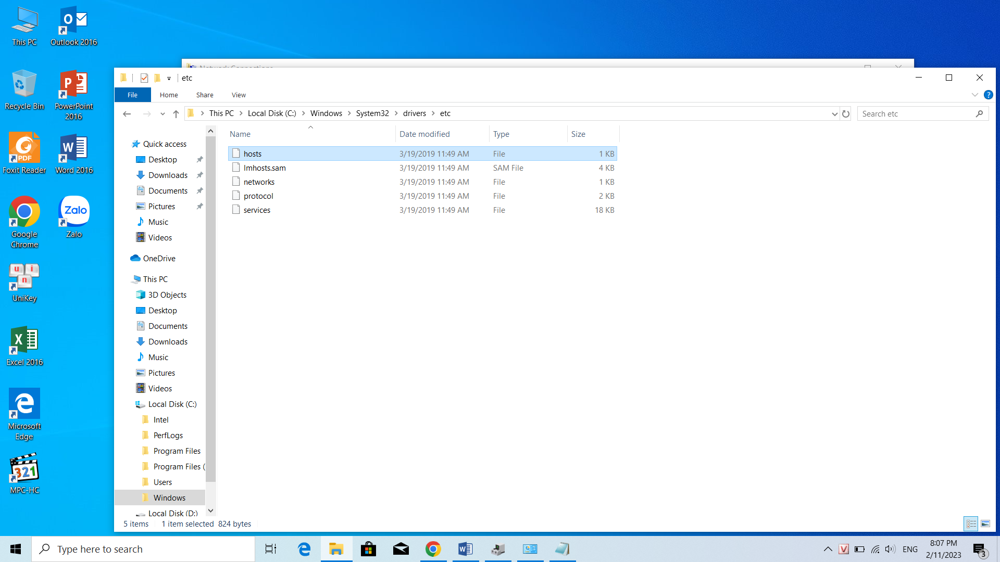 This PC
Outlook 2016
Recycle Bin
PowerPoint
2016
PDF
Foxit Reader
Word 2016
Google
Chrome
Zalo
Zalo
UniKey
Excel 2016
Microsoft
Edge
321
MPC-HC
Network Connections
etc
File
Home
Share
View
This PC
Local Disk (C:)
Windows
System32
drivers
etc
Search etc
Name
Date modified
Type
Size
hosts
3/19/2019 11:49 AM
File
1 KB
lmhosts.sam
3/19/2019 11:49 AM
SAM File
4 KB
networks
3/19/2019 11:49 AM
File
1 KB
protocol
3/19/2019 11:49 AM
File
2 KB
services
3/19/2019 11:49 AM
File
18 KB
Quick access
Desktop
Downloads
Documents
Pictures
Music
Videos
OneDrive
This PC
3D Objects
Desktop
Documents
Downloads
Music
Pictures
Videos
Local Disk (C:)
Intel
PerfLogs
Program Files
Program Files (
Users
Windows
Local Disk (D:)
5 items
1 item selected 824 bytes
Type here to search
ENG
8:07 PM
2/11/2023
3